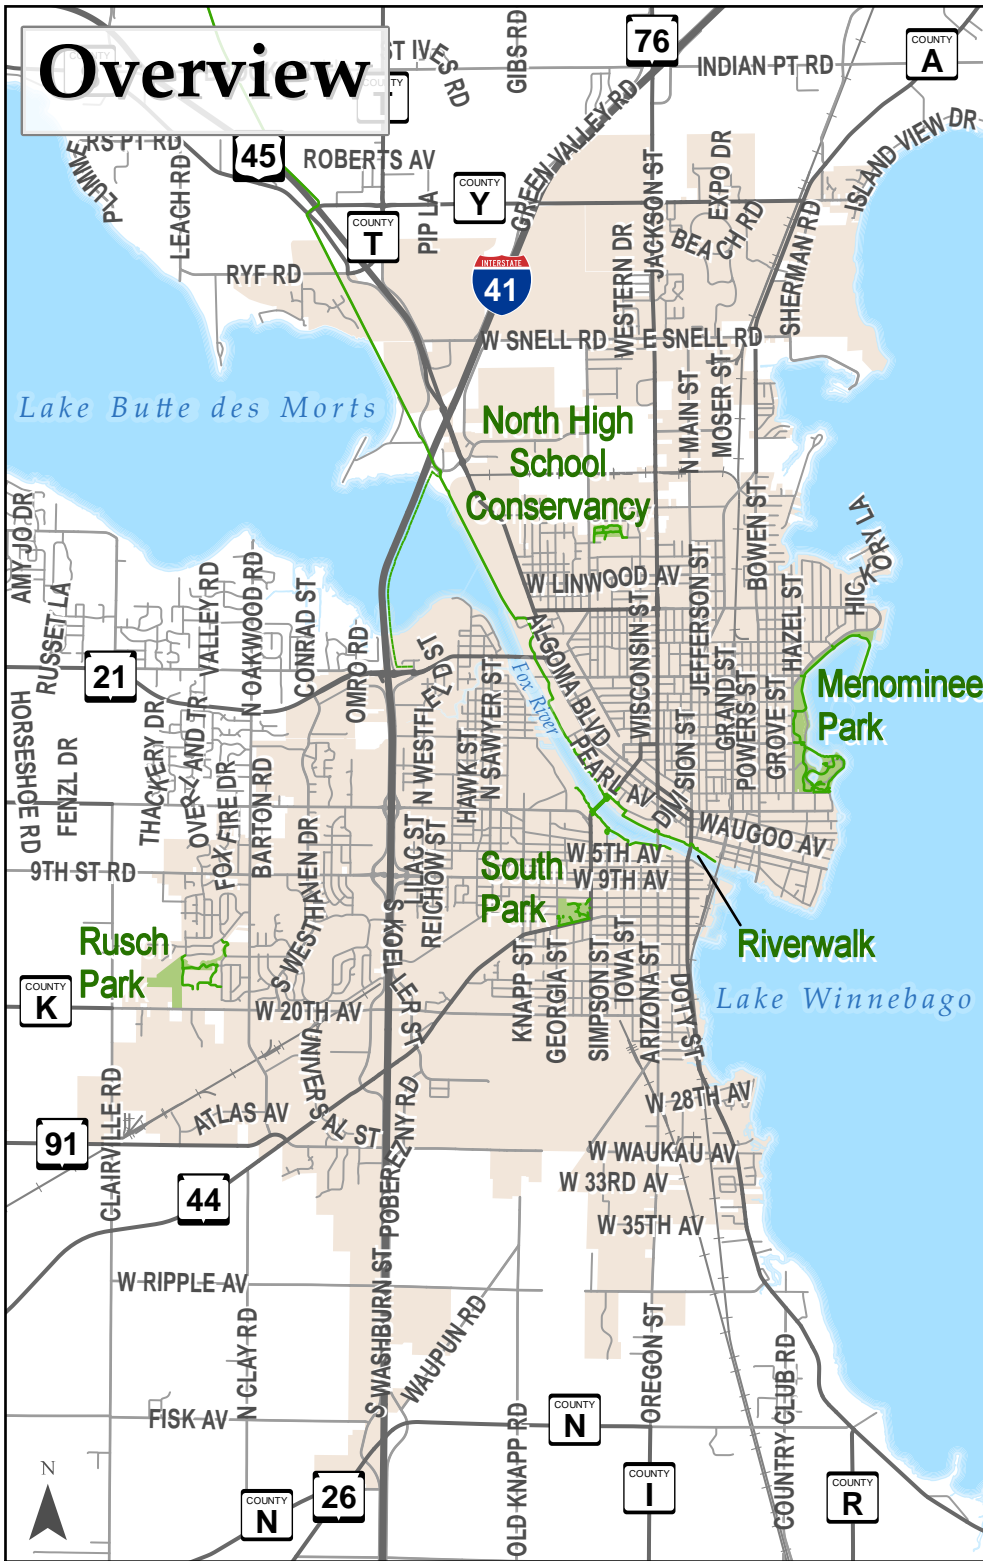 Overview
ST IVES RD
GIBS RD
76
INDIAN PT RD
COUNTY
A
COUNTY
T
PLUMMERS PT RD
LEACH RD
45
ROBERTS AV
COUNTY
T
PIP LA
COUNTY
Y
GREEN VALLEY RD
JACKSON ST
EXPO DR
BEACH RD
ISLAND VIEW DR
SHERMAN RD
RYF RD
INTERSTATE
41
WESTERN DR
W SNELL RD
E SNELL RD
Lake Butte des Morts
North High
School
Conservancy
N MAIN ST
MOSER ST
BOWEN ST
HICKORY LA
AMY JO DR
RUSSET LA
VALLEY RD
N OAKWOOD RD
CONRAD ST
OMRO RD
W LINWOOD AV
WISCONSIN ST
JEFFERSON ST
HAZEL ST
21
N WESTFIELD ST
N SAWYER ST
Fox River
ALGOMA BLVD
GRAND ST
POWERS ST
GROVE ST
Menominee
Park
HORSESHOE RD
FENZL DR
THACKERY DR
OVERLAND TR
FOX FIRE DR
BARTON RD
HAWK ST
PEARL AV
DIVISION ST
WAUGOO AV
9TH ST RD
S WESTHAVEN DR
LILAC ST
REICHOW ST
South
Park
W 5TH AV
W 9TH AV
Riverwalk
Rusch
Park
S KOELLER ST
KNAPP ST
GEORGIA ST
SIMPSON ST
IOWA ST
ARIZONA ST
DOTY ST
Lake Winnebago
COUNTY
K
W 20TH AV
CLAIRVILLE RD
ATLAS AV
UNIVERSAL ST
POBEREZNY RD
W 28TH AV
91
W WAUKAU AV
44
W 33RD AV
W 35TH AV
W RIPPLE AV
N CLAY RD
S WASHBURN ST
WAUPUN RD
OREGON ST
COUNTRY CLUB RD
FISK AV
OLD KNAPP RD
COUNTY
N
N
COUNTY
N
26
COUNTY
I
COUNTY
R